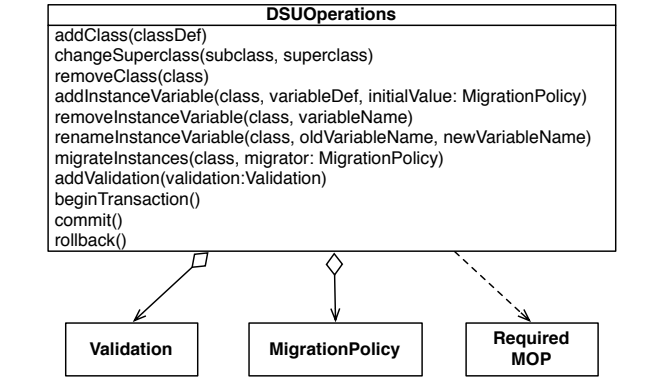 DSUOperations
addClass(classDef)
changeSuperclass(subclass, superclass)
removeClass(class)
addInstanceVariable(class, variableDef, initialValue: MigrationPolicy)
removeInstanceVariable(class, variableName)
renameInstanceVariable(class, oldVariableName, newVariableName)
migrateInstances(class, migrator: MigrationPolicy)
addValidation(validation:Validation)
beginTransaction()
commit()
rollback()
Validation
MigrationPolicy
Required
MOP